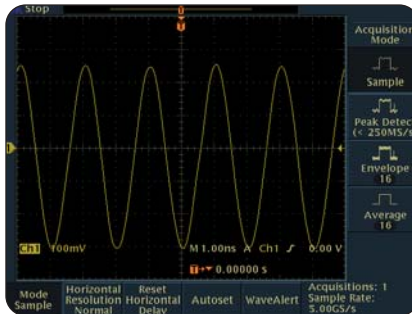 Stop
Acquisition
Mode
Sample
Peak Detec
(< 250MS/s
Envelope
16
Average
16
Ch1 100mV M 1.00ns A Ch1 0.00 V
T 0.00000 s
Mode
Sample
Horizontal
Resolution
Normal
Reset
Horizontal
Delay
Autoset
WaveAlert
Acquisitions: 1
Sample Rate:
5.00GS/s